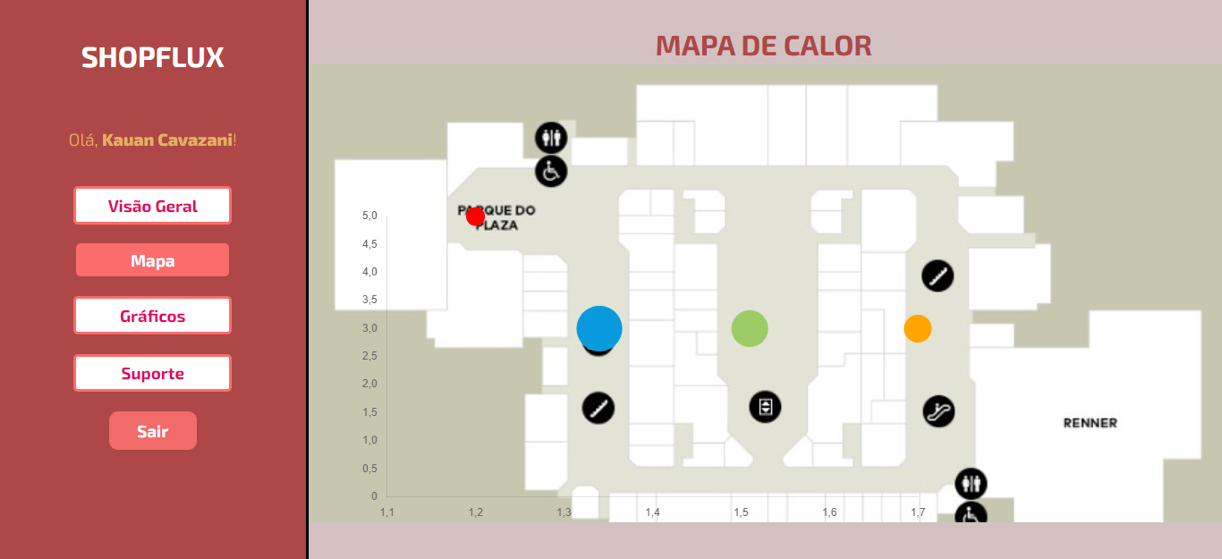 SHOPFLUX
Olá, Kauan Cavazani!
Visão Geral
Mapa
Gráficos
Suporte
Sair
MAPA DE CALOR
PARQUE DO
PLAZA
RENNER
5,0
4,5
4,0
3,5
3,0
2,5
2,0
1,5
1,0
0,5
0
1,1
1,2
1,3
1,4
1,5
1,6
1,7